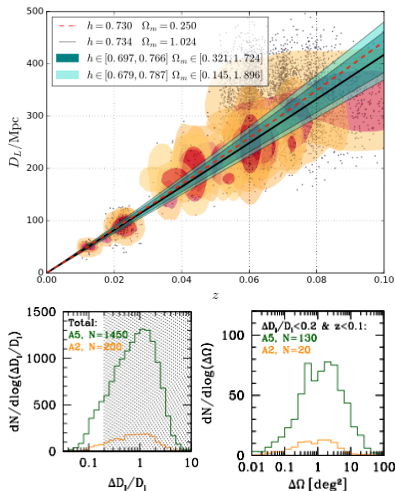 500
400
300
200
100
0
D_L/Mpc
h = 0.730 Ω_m = 0.250
h = 0.734 Ω_m = 1.024
h ∈ [0.697, 0.766] Ω_m ∈ [0.321, 1.724]
h ∈ [0.679, 0.787] Ω_m ∈ [0.145, 1.896]
0.00 0.02 0.04 0.06 0.08 0.10
z
1500
1000
500
0
dN/dlog(ΔD_l/D_l)
Total:
A5, N=1450
A2, N=200
0.1 1 10
ΔD_l/D_l
100
50
0
dN/dlog(ΔΩ)
ΔD_l/D_l<0.2 & z<0.1:
A5, N=130
A2, N=20
0.01 0.1 1 10 100
ΔΩ [deg²]